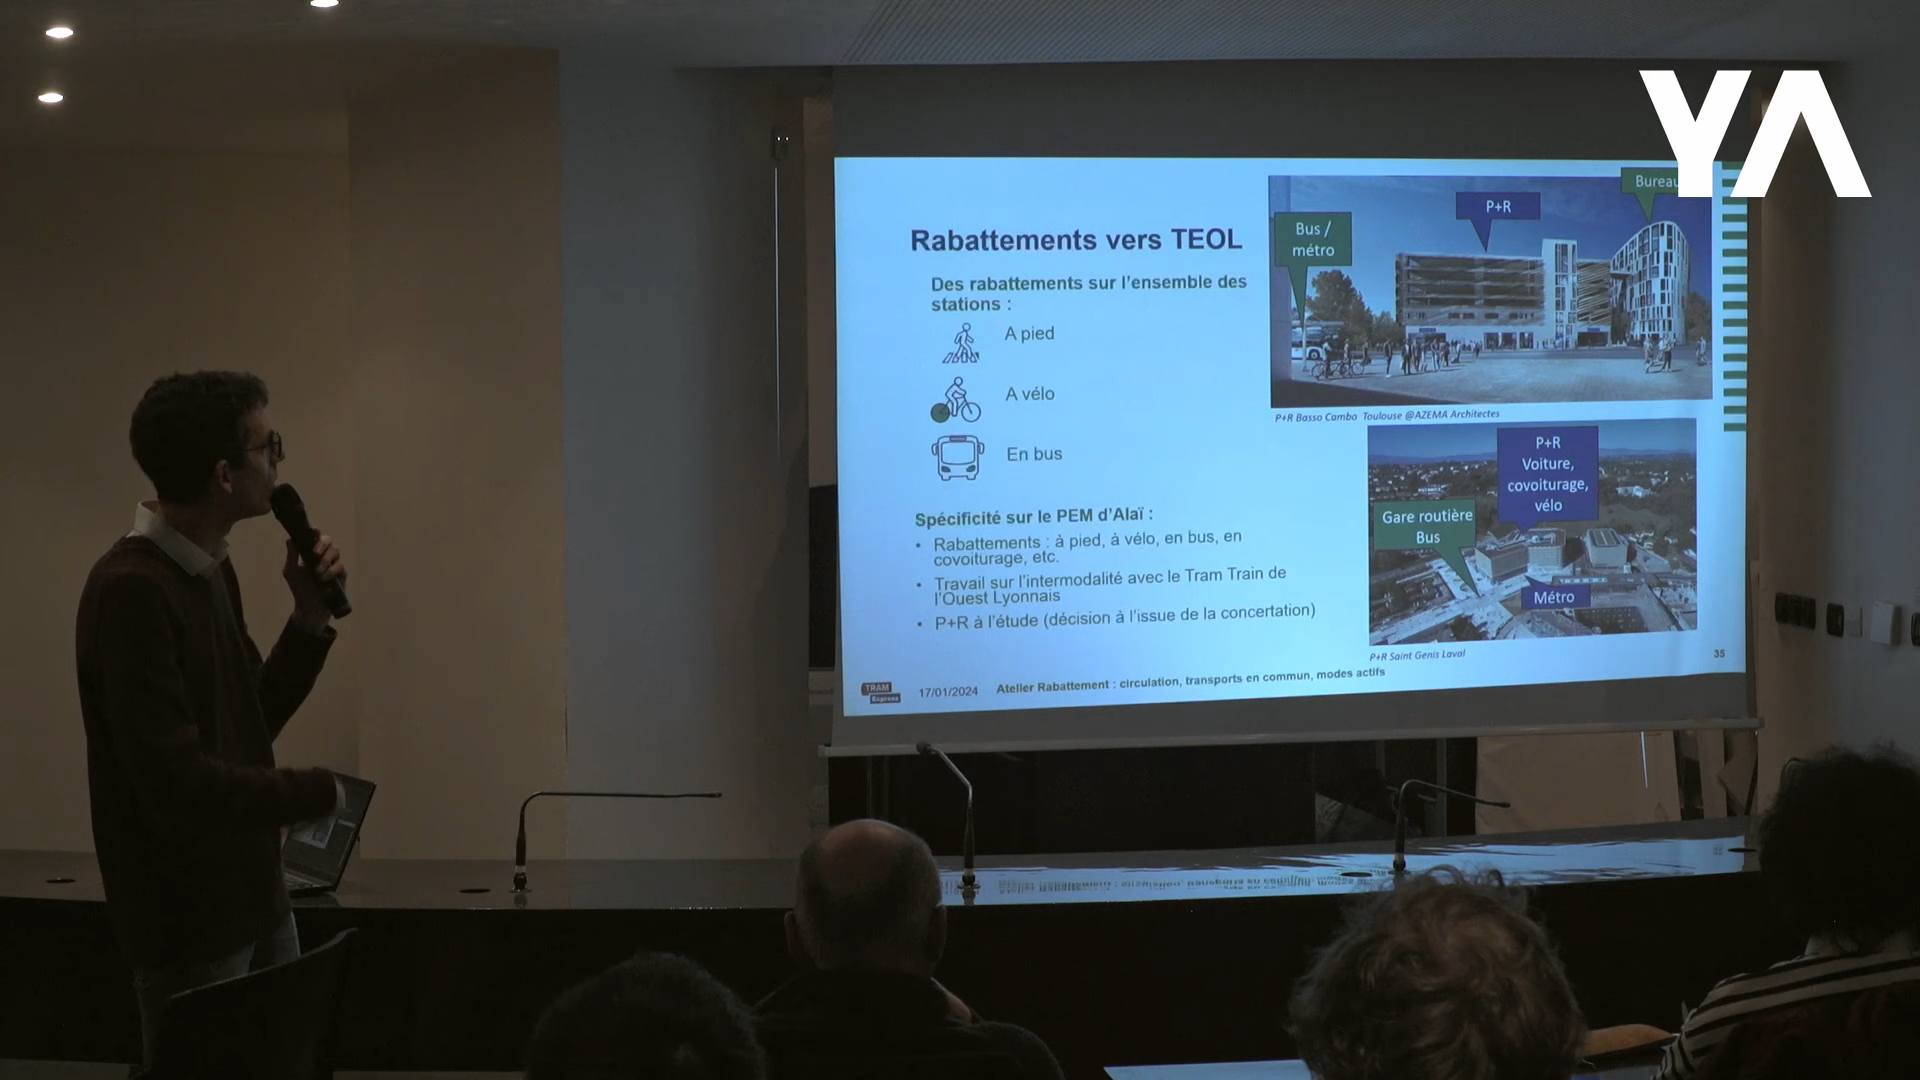 YA
Rabattements vers TEOL
Des rabattements sur l'ensemble des
stations :
A pied
A vélo
En bus
Spécificité sur le PEM d'Alaï :
• Rabattements : à pied, à vélo, en bus, en
covoiturage, etc.
• Travail sur l'intermodalité avec le Tram Train de
l'Ouest Lyonnais
• P+R à l'étude (décision à l'issue de la concertation)
Bus /
métro
P+R
Bureau
P+R Basso Cambo Toulouse @AZEMA Architectes
P+R
Voiture,
covoiturage,
vélo
Gare routière
Bus
Métro
P+R Saint Genis Laval
35
TRAM
Express
17/01/2024
Atelier Rabattement : circulation, transports en commun, modes actifs